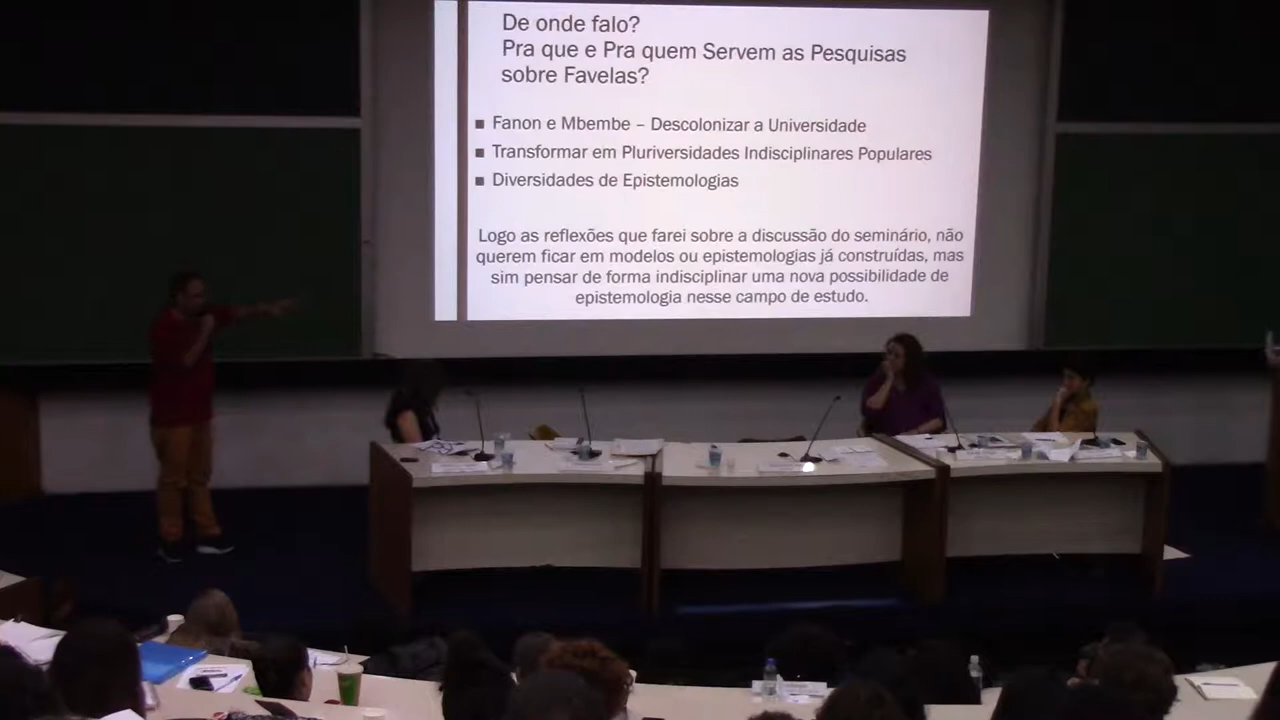 De onde falo?
Pra que e Pra quem Servem as Pesquisas
sobre Favelas?
■ Fanon e Mbembe – Descolonizar a Universidade
■ Transformar em Pluriversidades Indisciplinares Populares
■ Diversidades de Epistemologias
Logo as reflexões que farei sobre a discussão do seminário, não
querem ficar em modelos ou epistemologias já construídas, mas
sim pensar de forma indisciplinar uma nova possibilidade de
epistemologia nesse campo de estudo.